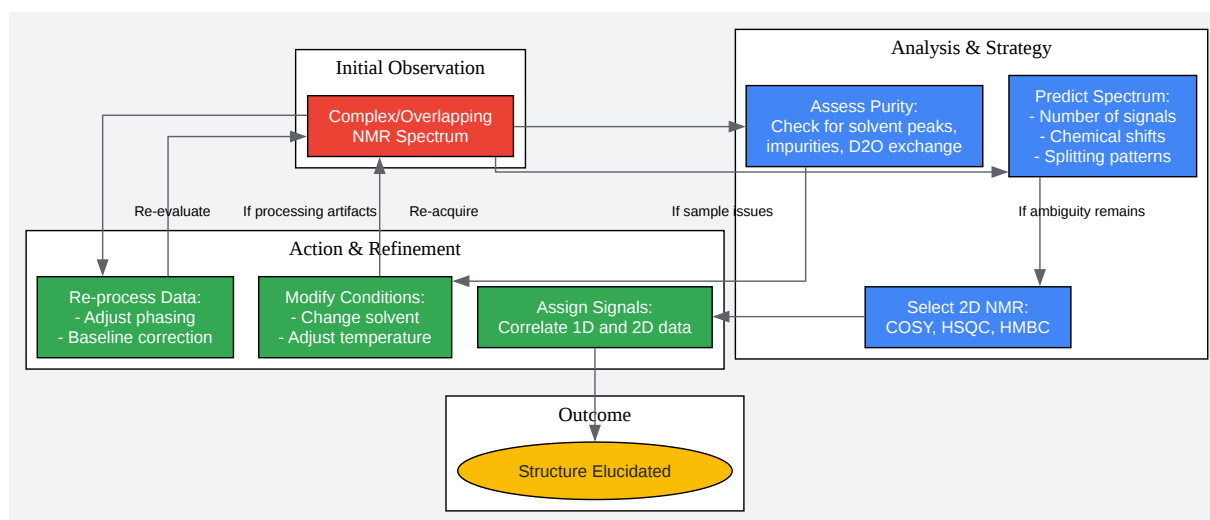 Initial Observation
Complex/Overlapping
NMR Spectrum
Analysis & Strategy
Assess Purity:
Check for solvent peaks,
impurities, D2O exchange
Predict Spectrum:
- Number of signals
- Chemical shifts
- Splitting patterns
Re-evaluate
If processing artifacts
Re-acquire
If sample issues
If ambiguity remains
Action & Refinement
Re-process Data:
- Adjust phasing
- Baseline correction
Modify Conditions:
- Change solvent
- Adjust temperature
Assign Signals:
Correlate 1D and 2D data
Select 2D NMR:
COSY, HSQC, HMBC
Outcome
Structure Elucidated